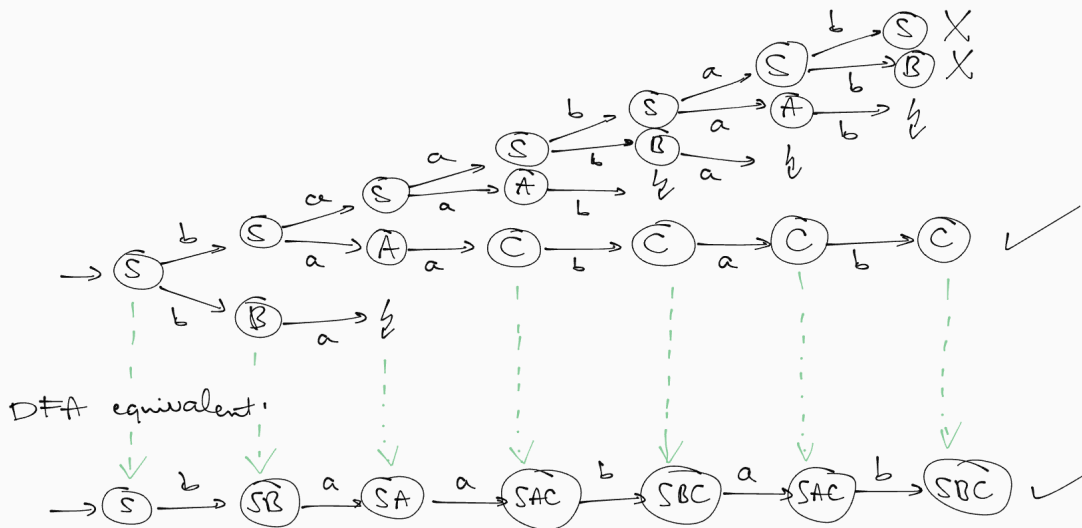 b S X
a S b B X
b S a A b
a S b B a
a S a A b
b S a A a C b C a C b C
S
b B a
DFA equivalent.
S b SB a SA a SAC b SBC a SAC b SBC